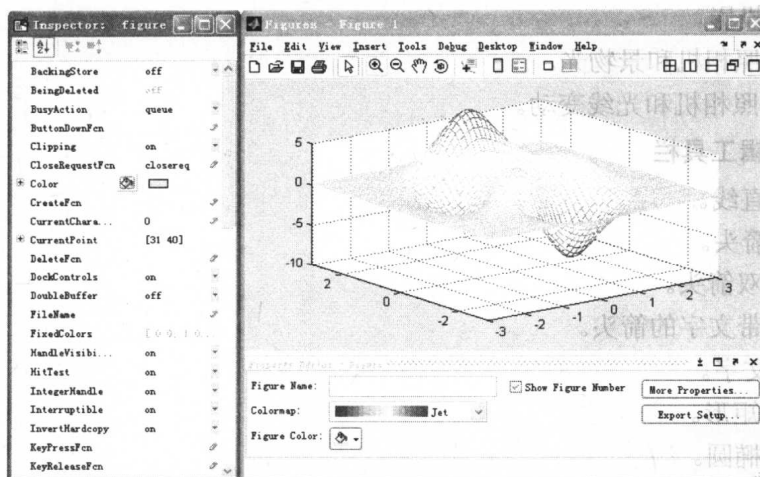 Inspector: figure
BackingStore off
BeingDeleted off
BusyAction queue
ButtonDownFcn
Clipping on
CloseRequestFcn closereq
Color
CreateFcn
CurrentChara... 0
CurrentPoint [31 40]
DeleteFcn
DockControls on
DoubleBuffer off
FileName
FixedColors
HandleVisibi... on
HitTest on
IntegerHandle on
Interruptible on
InvertHardcopy on
KeyPressFcn
KeyReleaseFcn
Figures - Figure 1
File Edit View Insert Tools Debug Desktop Window Help
5
0
-5
-10
2
0
-2
-3
-2
-1
0
1
2
3
Figure Name:
Show Figure Number
More Properties...
Colormap:
Jet
Export Setup...
Figure Color: